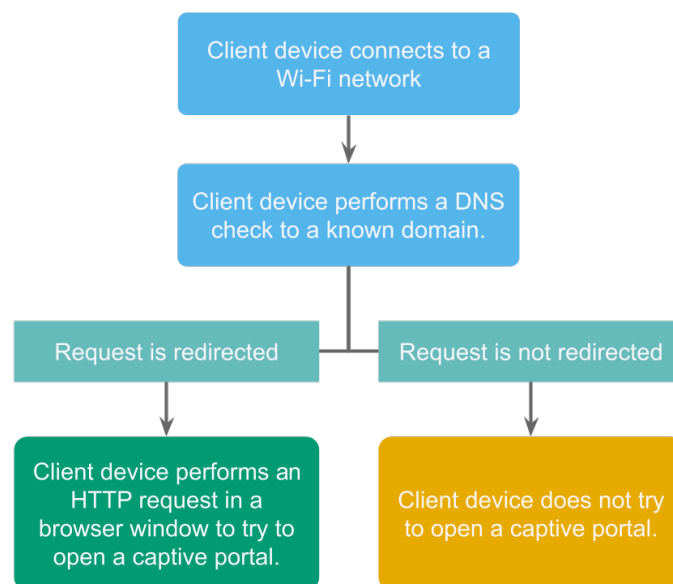 Client device connects to a
Wi-Fi network
Client device performs a DNS
check to a known domain.
Request is redirected
Request is not redirected
Client device performs an
HTTP request in a
browser window to try to
open a captive portal.
Client device does not try
to open a captive portal.